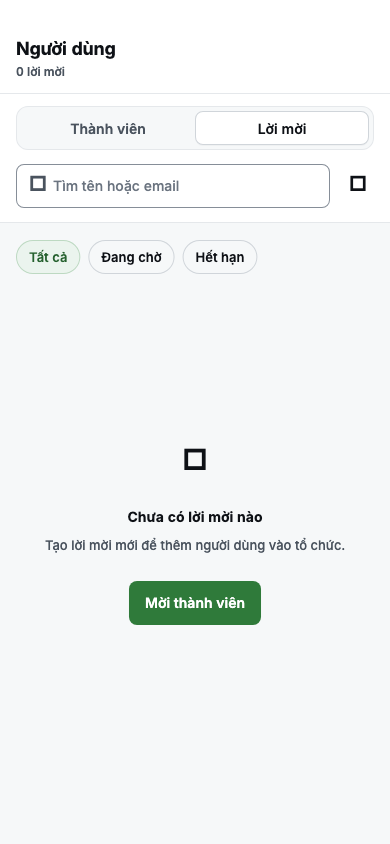 Người dùng
0 lời mời
Thành viên
Lời mời
Tìm tên hoặc email
Tất cả
Đang chờ
Hết hạn
Chưa có lời mời nào
Tạo lời mời mới để thêm người dùng vào tổ chức.
Mời thành viên